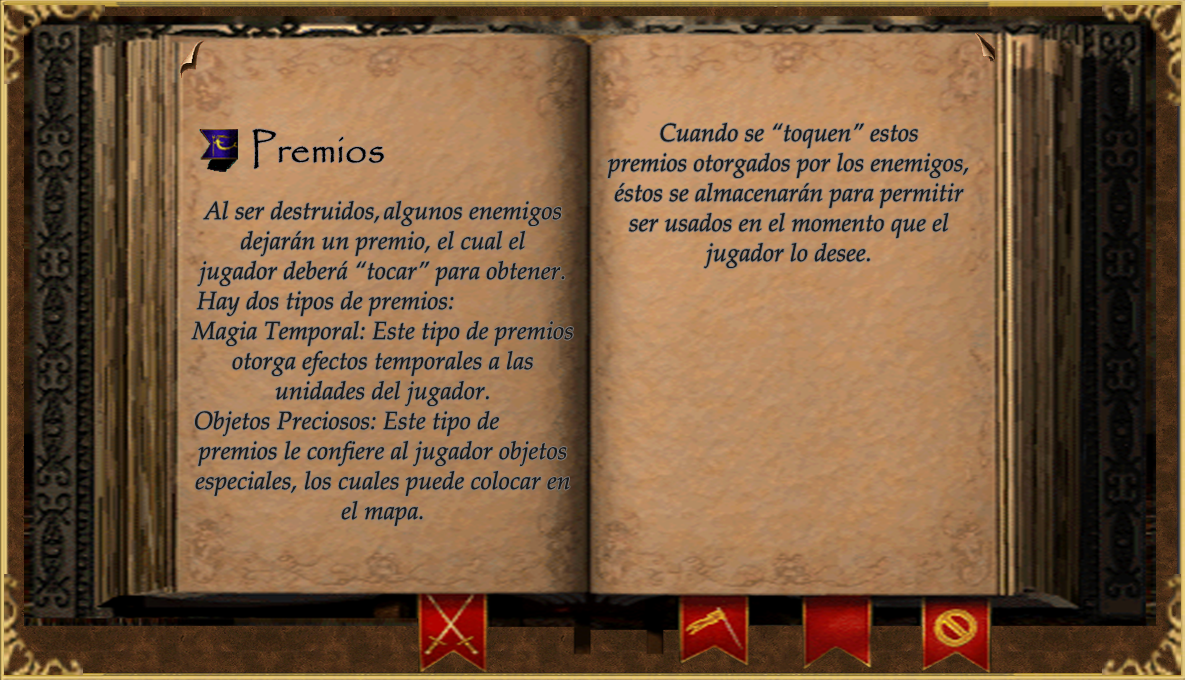 Premios
Al ser destruidos, algunos enemigos
dejarán un premio, el cual el
jugador deberá “tocar” para obtener.
Hay dos tipos de premios:
Magia Temporal: Este tipo de premios
otorga efectos temporales a las
unidades del jugador.
Objetos Preciosos: Este tipo de
premios le confiere al jugador objetos
especiales, los cuales puede colocar en
el mapa.
Cuando se “toquen” estos
premios otorgados por los enemigos,
éstos se almacenarán para permitir
ser usados en el momento que el
jugador lo desee.